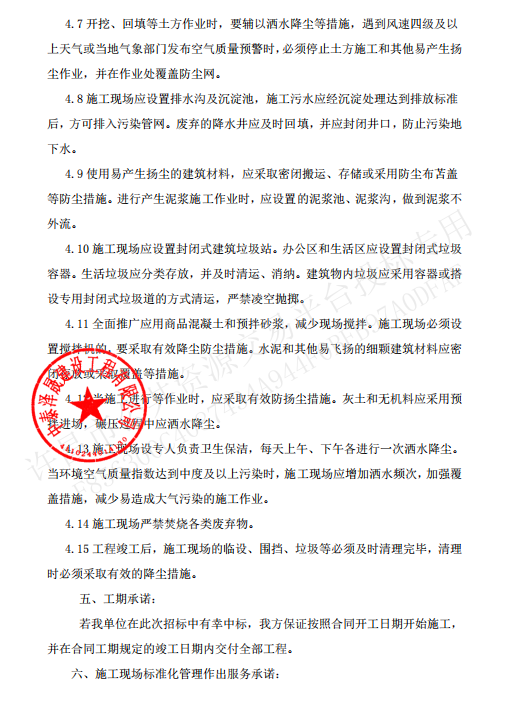 4.7 开挖、回填等土方作业时，要辅以洒水降尘等措施，遇到风速四级及以
上天气或当地气象部门发布空气质量预警时，必须停止土方施工和其他易产生扬
尘作业，并在作业处覆盖防尘网。
4.8 施工现场应设置排水沟及沉淀池，施工污水应经沉淀处理达到排放标准
后，方可排入污染管网。废弃的降水井应及时回填，并应封闭井口，防止污染地
下水。
4.9 使用易产生扬尘的建筑材料，应采取密闭搬运、存储或采用防尘布苫盖
等防尘措施。进行产生泥浆施工作业时，应设置的泥浆池、泥浆沟，做到泥浆不
外流。
4.10 施工现场应设置封闭式建筑垃圾站。办公区和生活区应设置封闭式垃圾
容器。生活垃圾应分类存放，并及时清运、消纳。建筑物内垃圾应采用容器或搭
设专用封闭式垃圾道的方式清运，严禁凌空抛掷。
4.11 全面推广应用商品混凝土和预拌砂浆，减少现场搅拌。施工现场必须设
置搅拌机的，要采取有效降尘防尘措施。水泥和其他易飞扬的细颗建筑材料应密
闭存放或采取覆盖等措施。
4.12 当施工进行等作业时，应采取有效防扬尘措施。灰土和无机料应采用预
拌进场，碾压过程中应洒水降尘。
4.13 施工现场设专人负责卫生保洁，每天上午、下午各进行一次洒水降尘。
当环境空气质量指数达到中度及以上污染时，施工现场应增加洒水频次，加强覆
盖措施，减少易造成大气污染的施工作业。
4.14 施工现场严禁焚烧各类废弃物。
4.15 工程竣工后，施工现场的临设、围挡、垃圾等必须及时清理完毕，清理
时必须采取有效的降尘措施。
五、工期承诺：
若我单位在此次招标中有幸中标，我方保证按照合同开工日期开始施工，
并在合同工期规定的竣工日期内交付全部工程。
六、施工现场标准化管理作出服务承诺：